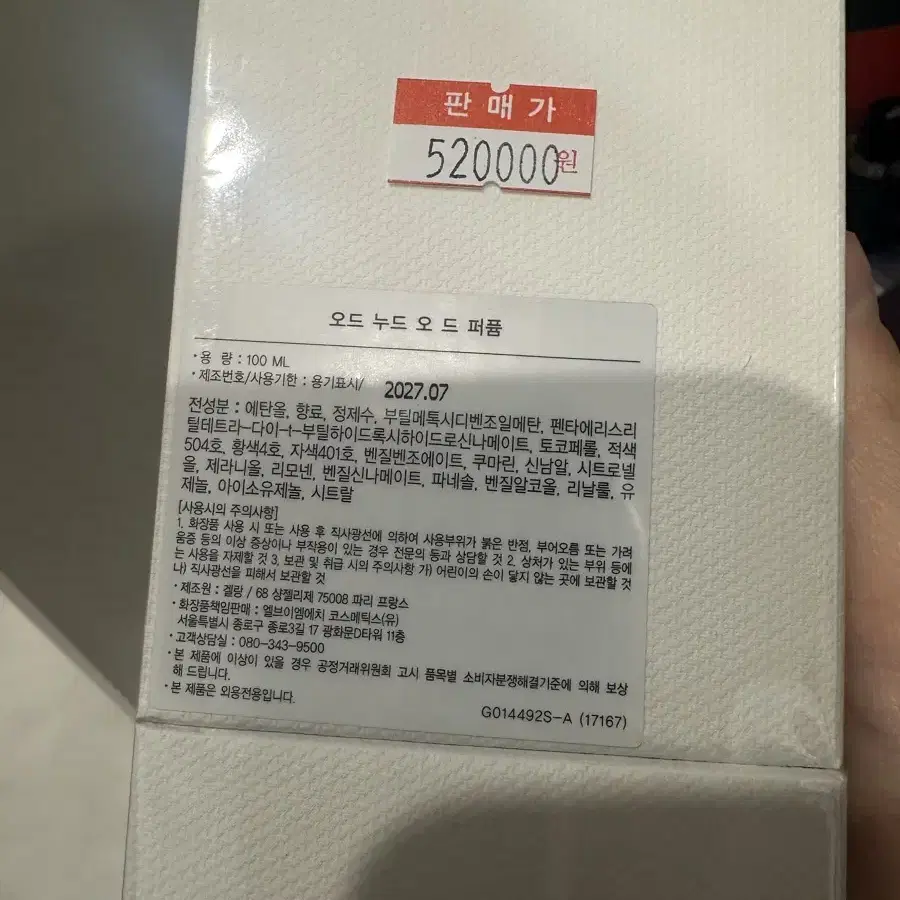 판 매 가
520000원
오드 누드 오 드 퍼퓸
• 용 량 : 100 ML
• 제조번호/사용기한 : 용기표시/ 2027.07
전성분 : 에탄올, 향료, 정제수, 부틸메톡시디벤조일메탄, 펜타에리스리
틸테트라-다이-t-부틸하이드록시하이드로신나메이트, 토코페롤, 적색
504호, 황색4호, 자색401호, 벤질벤조에이트, 쿠마린, 신남알, 시트로넬
올, 제라니올, 리모넨, 벤질신나메이트, 파네솔, 벤질알코올, 리날룰, 유
제놀, 아이소유제놀, 시트랄
[사용시의 주의사항]
1. 화장품 사용 시 또는 사용 후 직사광선에 의하여 사용부위가 붉은 반점, 부어오름 또는 가려
움증 등의 이상 증상이나 부작용이 있는 경우 전문의 등과 상담할 것 2. 상처가 있는 부위 등에
는 사용을 자제할 것 3. 보관 및 취급 시의 주의사항 가) 어린이의 손이 닿지 않는 곳에 보관할 것
나) 직사광선을 피해서 보관할 것
• 제조원 : 겔랑 / 68 샹젤리제 75008 파리 프랑스
• 화장품책임판매 : 엘브이엠에치 코스메틱스(유)
서울특별시 종로구 종로3길 17 광화문D타워 11층
• 고객상담실 : 080-343-9500
• 본 제품에 이상이 있을 경우 공정거래위원회 고시 품목별 소비자분쟁해결기준에 의해 보상
해 드립니다.
• 본 제품은 외용전용입니다.
G014492S-A (17167)